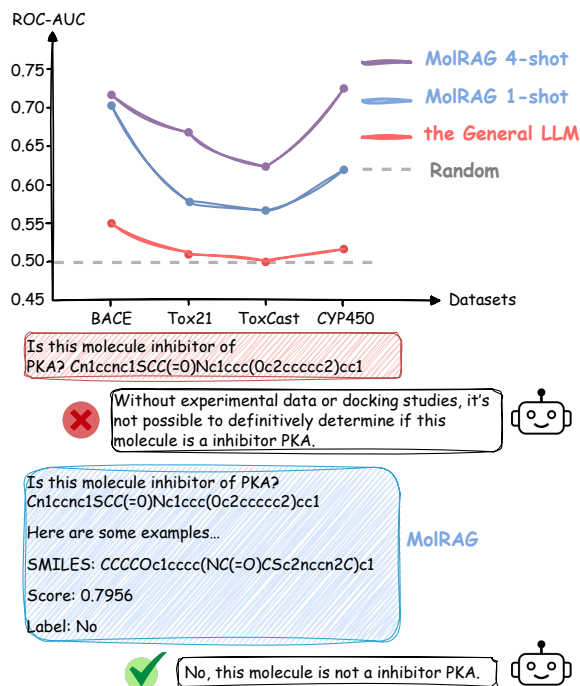 ROC-AUC
0.75
0.70
0.65
0.60
0.55
0.50
0.45
MolRAG 4-shot
MolRAG 1-shot
the General LLM
Random
BACE Tox21 ToxCast CYP450
Datasets
Is this molecule inhibitor of
PKA? Cn1ccnc1SCC(=O)Nc1ccc(Oc2ccccc2)cc1
Without experimental data or docking studies, it's
not possible to definitively determine if this
molecule is a inhibitor PKA.
Is this molecule inhibitor of PKA?
Cn1ccnc1SCC(=O)Nc1ccc(Oc2ccccc2)cc1
Here are some examples…
SMILES: CCCCOc1cccc(NC(=O)CSc2nccn2C)c1
Score: 0.7956
Label: No
MolRAG
No, this molecule is not a inhibitor PKA.